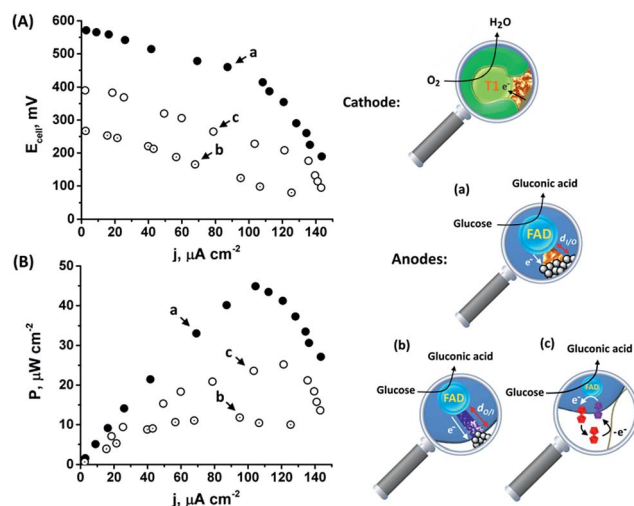 (A)
600
500
400
300
200
100
0
E cell, mV
a
c
b
0 20 40 60 80 100 120 140
j, µA cm⁻²
(B)
50
40
30
20
10
0
P, µW cm⁻²
a
c
b
0 20 40 60 80 100 120 140
j, µA cm⁻²
H₂O
O₂
T1
e⁻
Cathode:
(a)
Gluconic acid
Glucose
FAD
d I/O
e⁻
Anodes:
(b)
Gluconic acid
Glucose
FAD
d O/I
e⁻
(c)
Gluconic acid
Glucose
FAD
e⁻
-e⁻